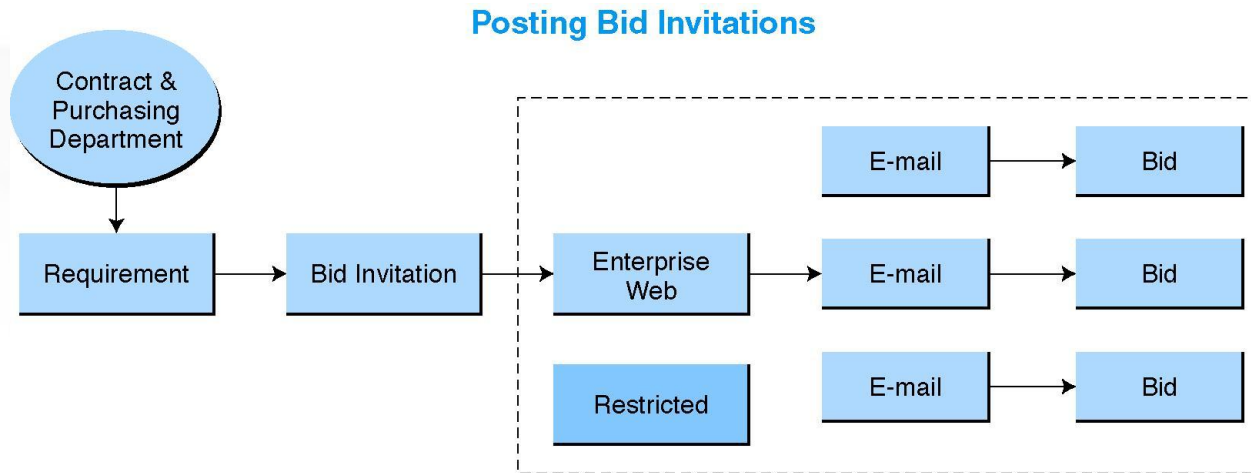 Posting Bid Invitations
Contract &
Purchasing
Department
Requirement
Bid Invitation
Enterprise
Web
Restricted
E-mail
Bid
E-mail
Bid
E-mail
Bid